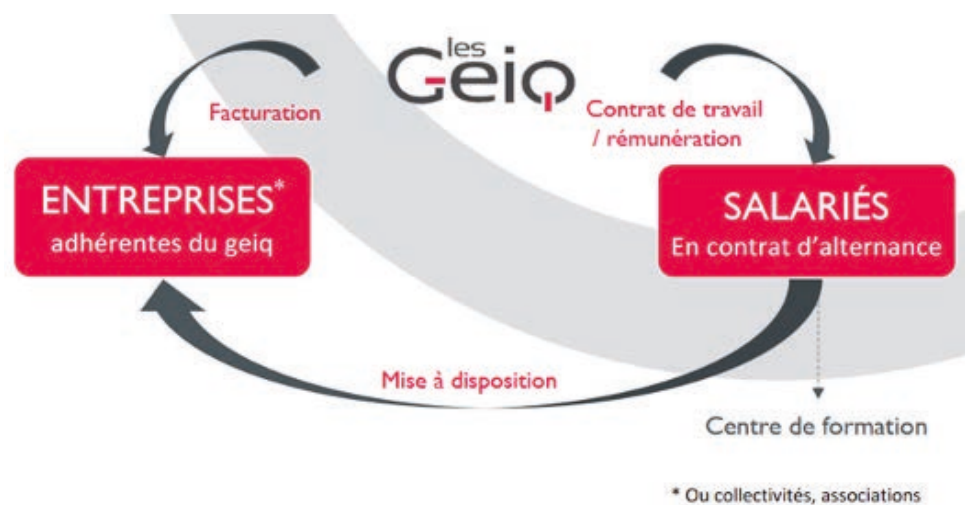 les
Geiq
Facturation
Contrat de travail
/ rémunération
ENTREPRISES*
adhérentes du geiq
SALARIÉS
En contrat d'alternance
Mise à disposition
Centre de formation
* Ou collectivités, associations